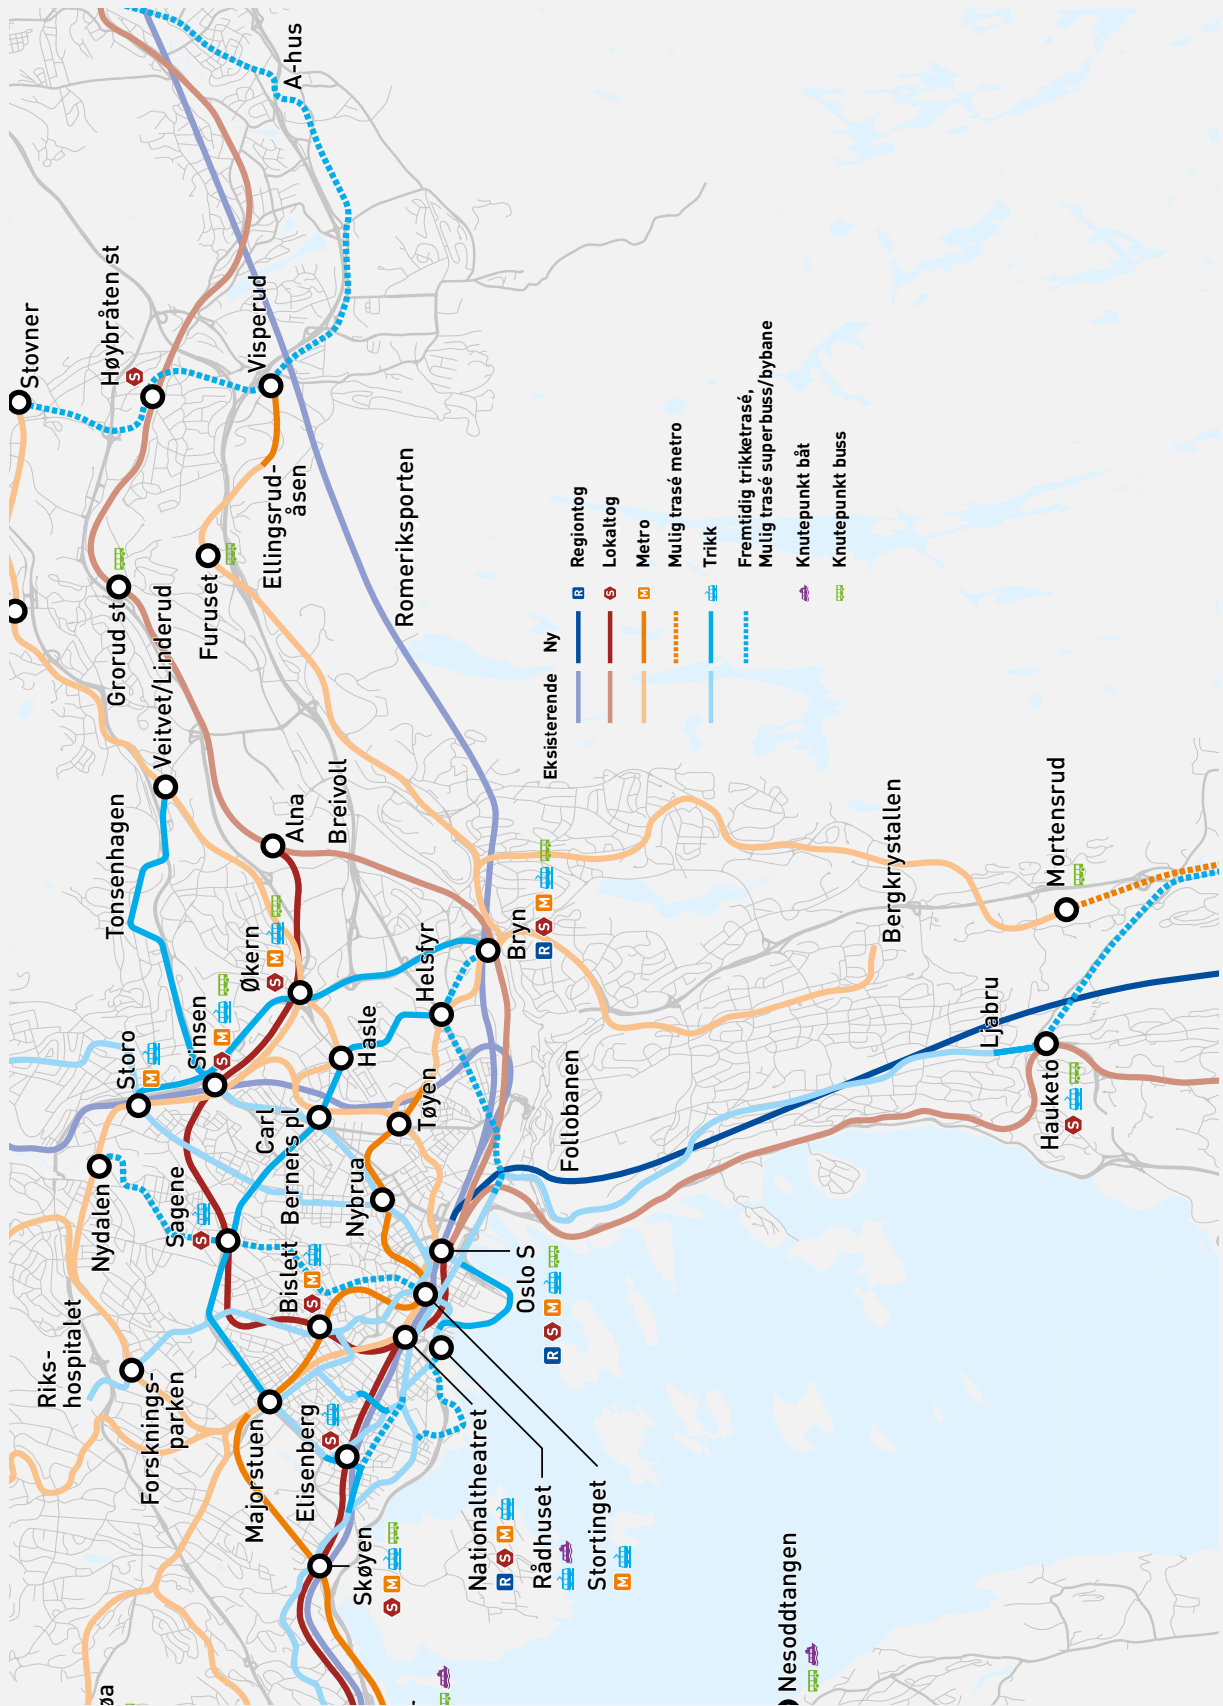 Stovner
A-hus
Høybråten st
S
Visperud
Ellingsrud-
åsen
Furuset
Grorud st
Veitvet/Linderud
Romeriksporten
Tonsenhagen
Alna
Breivoll
Økern
S M
Sinsen
S M
Storo
M
Hasle
Helsfyr
Bryn
R S M
Tøyen
Carl
Berners pl
Nybrua
Nydalen
Sagene
S
Bislett
S M
Riks-
hospitalet
Forsknings-
parken
Majorstuen
Elisenberg
S
Skøyen
S M
Nationaltheatret
R S M
Rådhuset
Stortinget
M
Oslo S
R S M
Follobanen
Bergkrystallen
Mortensrud
Ljabru
Hauketo
S
Nesoddtangen
øa
-
Eksisterende
Ny
R Regiontog
S Lokaltog
M Metro
Mulig trasé metro
Trikk
Fremtidig trikketrasé,
Mulig trasé superbuss/bybane
Knutepunkt båt
Knutepunkt buss